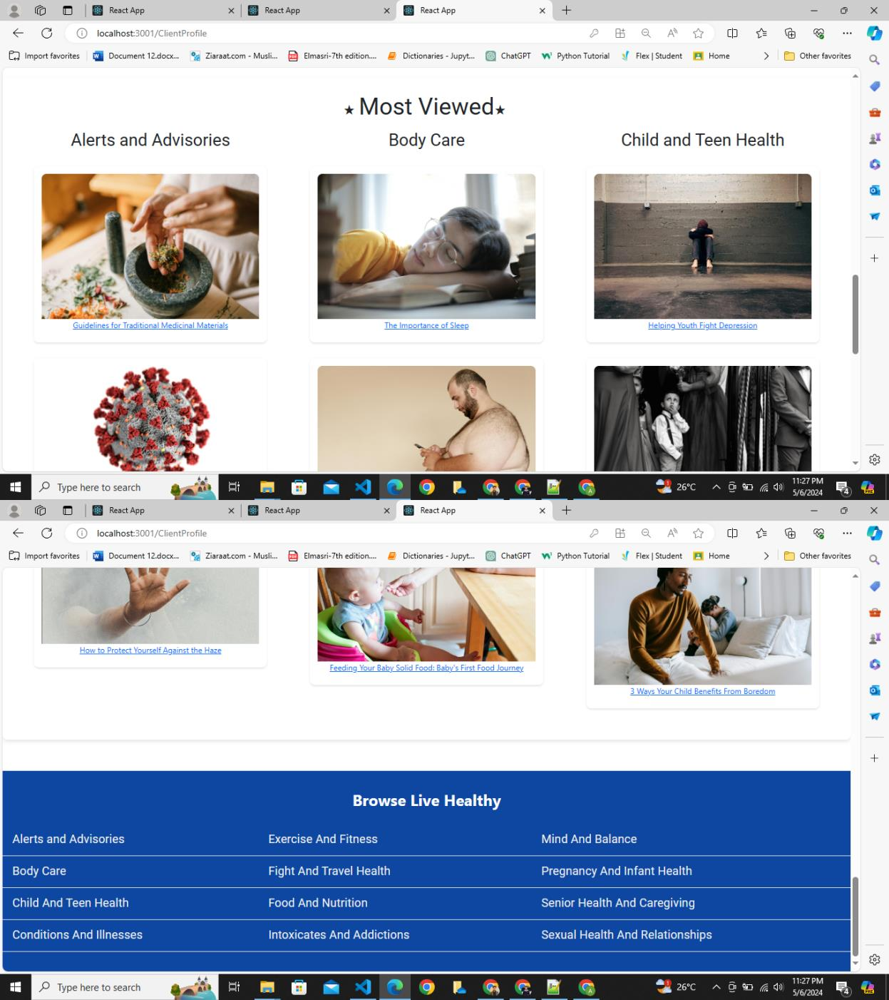 React App
React App
React App
localhost:3001/ClientProfile
Import favorites
Document 12.docx...
Ziaraat.com - Musli...
Elmasri-7th edition....
Dictionaries - Jupyt...
ChatGPT
Python Tutorial
Flex | Student
Home
Other favorites
★ Most Viewed★
Alerts and Advisories
Body Care
Child and Teen Health
Guidelines for Traditional Medicinal Materials
The Importance of Sleep
Helping Youth Fight Depression
Type here to search
26°C
11:27 PM
5/6/2024
4
React App
React App
React App
localhost:3001/ClientProfile
Import favorites
Document 12.docx...
Ziaraat.com - Musli...
Elmasri-7th edition....
Dictionaries - Jupyt...
ChatGPT
Python Tutorial
Flex | Student
Home
Other favorites
How to Protect Yourself Against the Haze
Feeding Your Baby Solid Food: Baby's First Food Journey
3 Ways Your Child Benefits From Boredom
Browse Live Healthy
Alerts and Advisories
Exercise And Fitness
Mind And Balance
Body Care
Fight And Travel Health
Pregnancy And Infant Health
Child And Teen Health
Food And Nutrition
Senior Health And Caregiving
Conditions And Illnesses
Intoxicates And Addictions
Sexual Health And Relationships
Type here to search
26°C
11:27 PM
5/6/2024
4